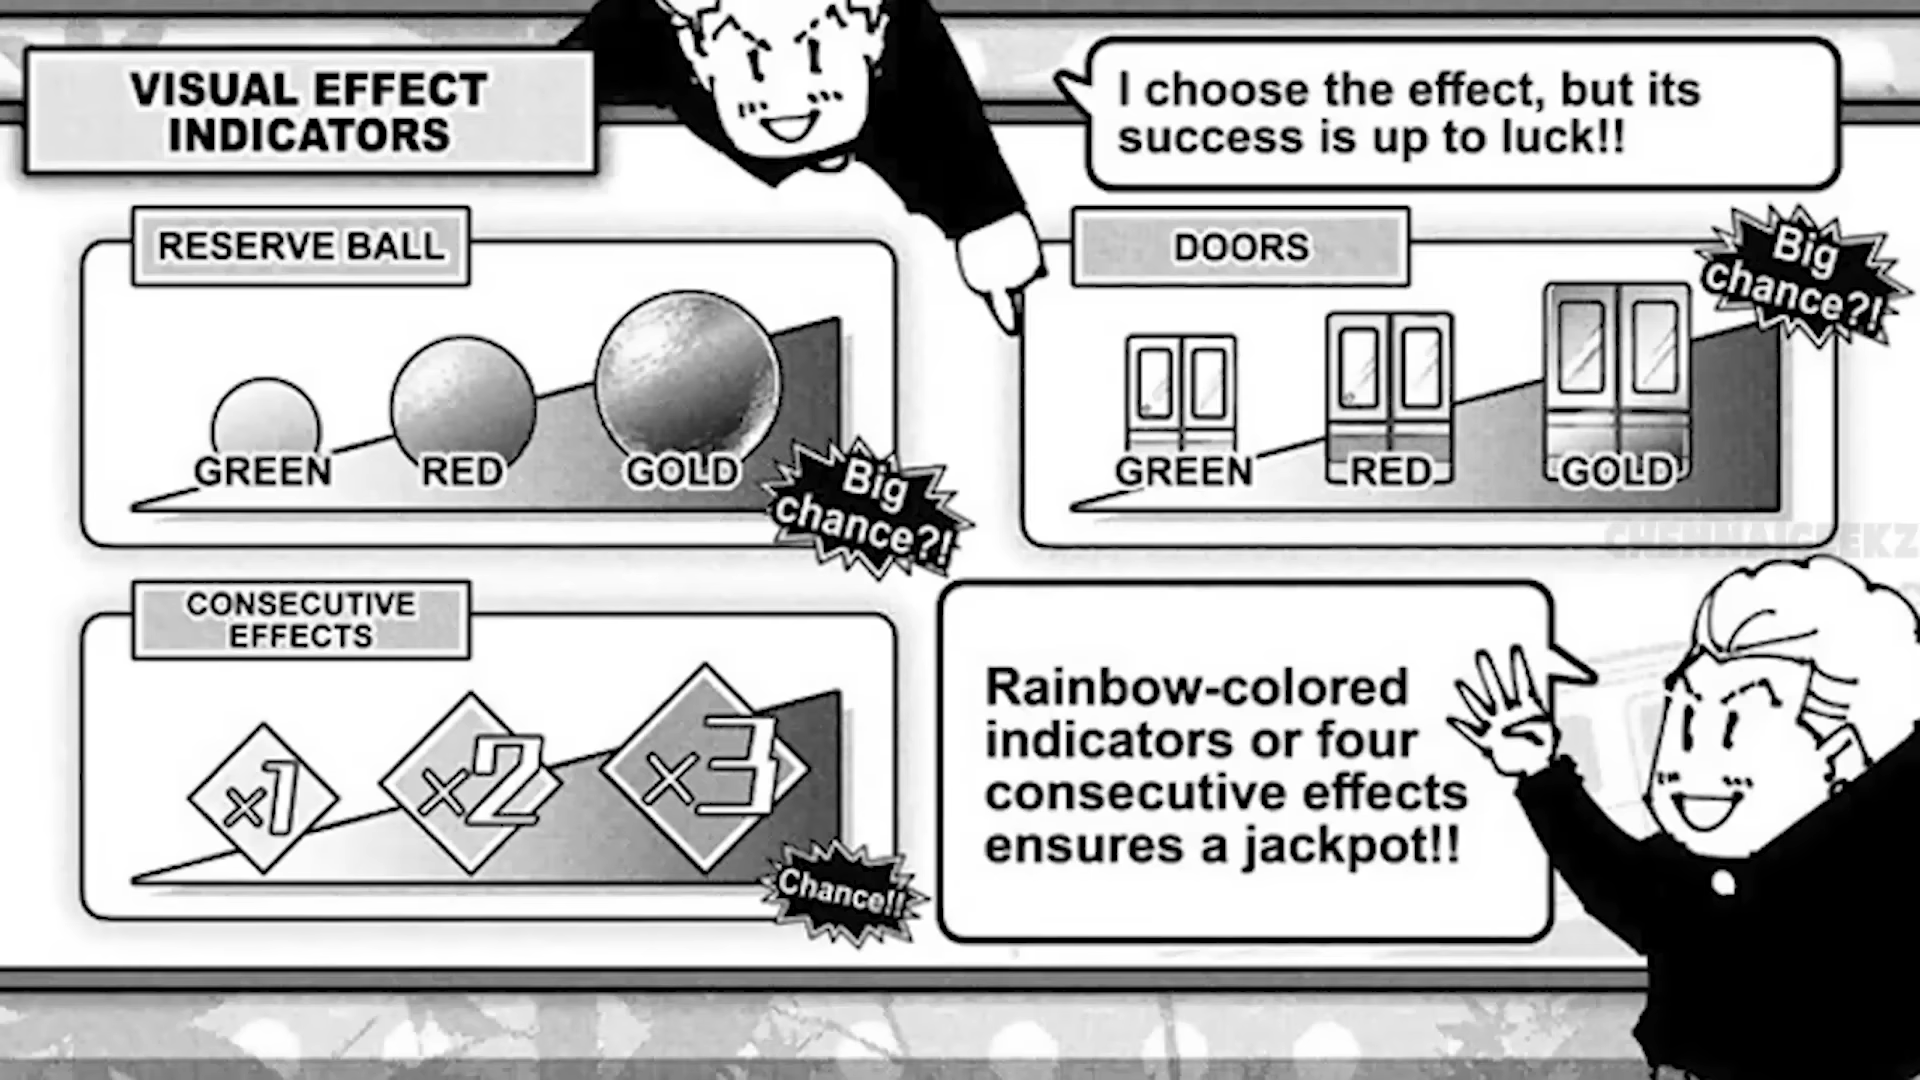 VISUAL EFFECT
INDICATORS
I choose the effect, but its
success is up to luck!!
RESERVE BALL
GREEN
RED
GOLD
Big
chance?!
DOORS
GREEN
RED
GOLD
Big
chance?!
CONSECUTIVE
EFFECTS
×1
×2
×3
Chance!!
Rainbow-colored
indicators or four
consecutive effects
ensures a jackpot!!
CHENNAIGEEKZ